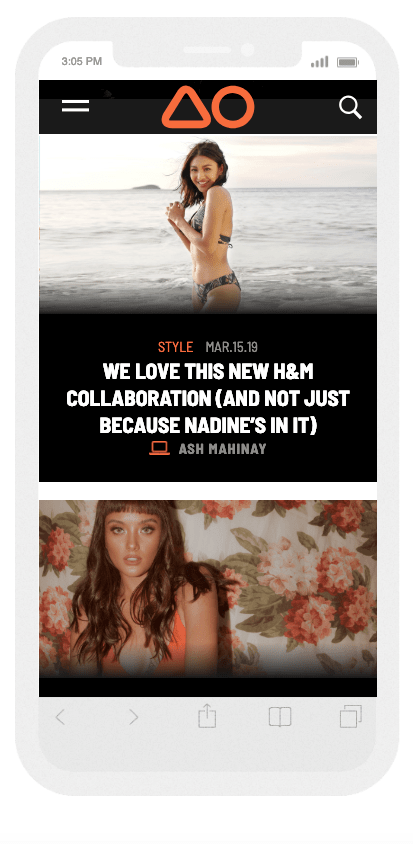 3:05 PM
STYLE MAR.15.19
WE LOVE THIS NEW H&M
COLLABORATION (AND NOT JUST
BECAUSE NADINE'S IN IT)
ASH MAHINAY